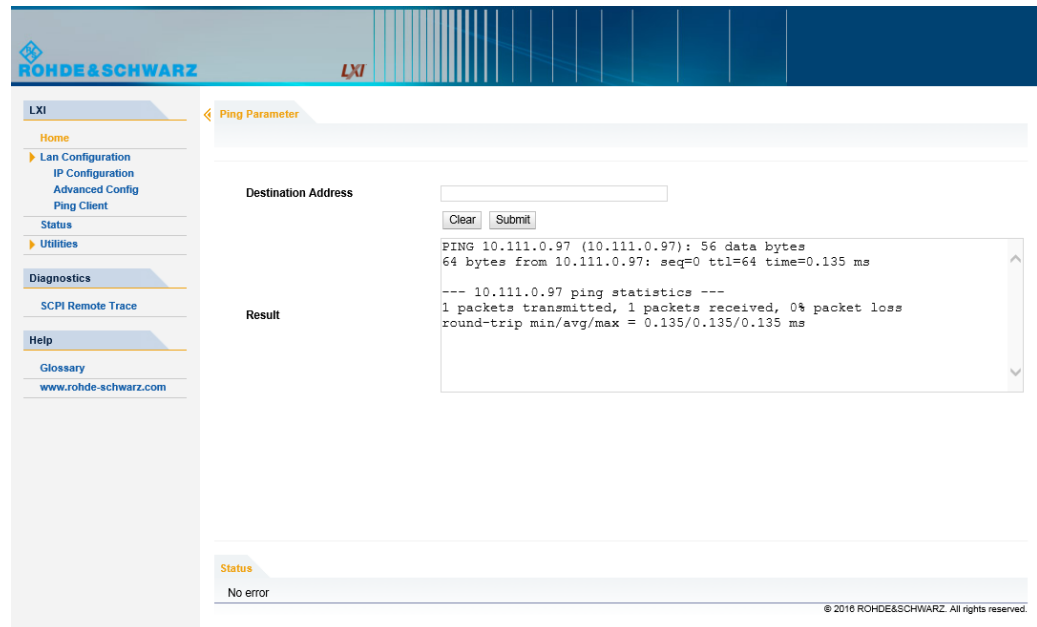 ROHDE&SCHWARZ
LXI
LXI
Home
Lan Configuration
IP Configuration
Advanced Config
Ping Client
Status
Utilities
Diagnostics
SCPI Remote Trace
Help
Glossary
www.rohde-schwarz.com
Ping Parameter
Destination Address
Clear Submit
Result
PING 10.111.0.97 (10.111.0.97): 56 data bytes
64 bytes from 10.111.0.97: seq=0 ttl=64 time=0.135 ms
--- 10.111.0.97 ping statistics ---
1 packets transmitted, 1 packets received, 0% packet loss
round-trip min/avg/max = 0.135/0.135/0.135 ms
Status
No error
© 2016 ROHDE&SCHWARZ. All rights reserved.